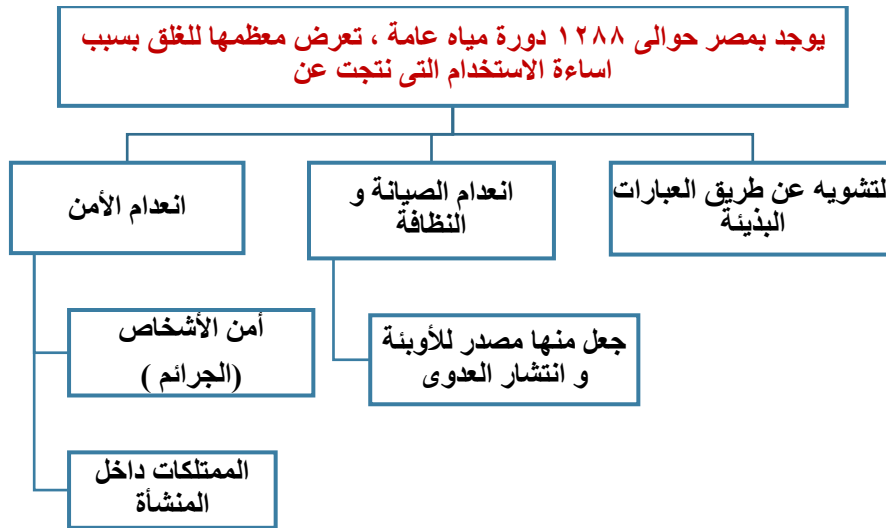 يوجد بمصر حوالى ١٢٨٨ دورة مياه عامة ، تعرض معظمها للغلق بسبب
اساءة الاستخدام التى نتجت عن
لتشويه عن طريق العبارات
البذيئة
انعدام الصيانة و
النظافة
انعدام الأمن
جعل منها مصدر للأوبئة
و انتشار العدوى
أمن الأشخاص
(الجرائم )
الممتلكات داخل
المنشأة